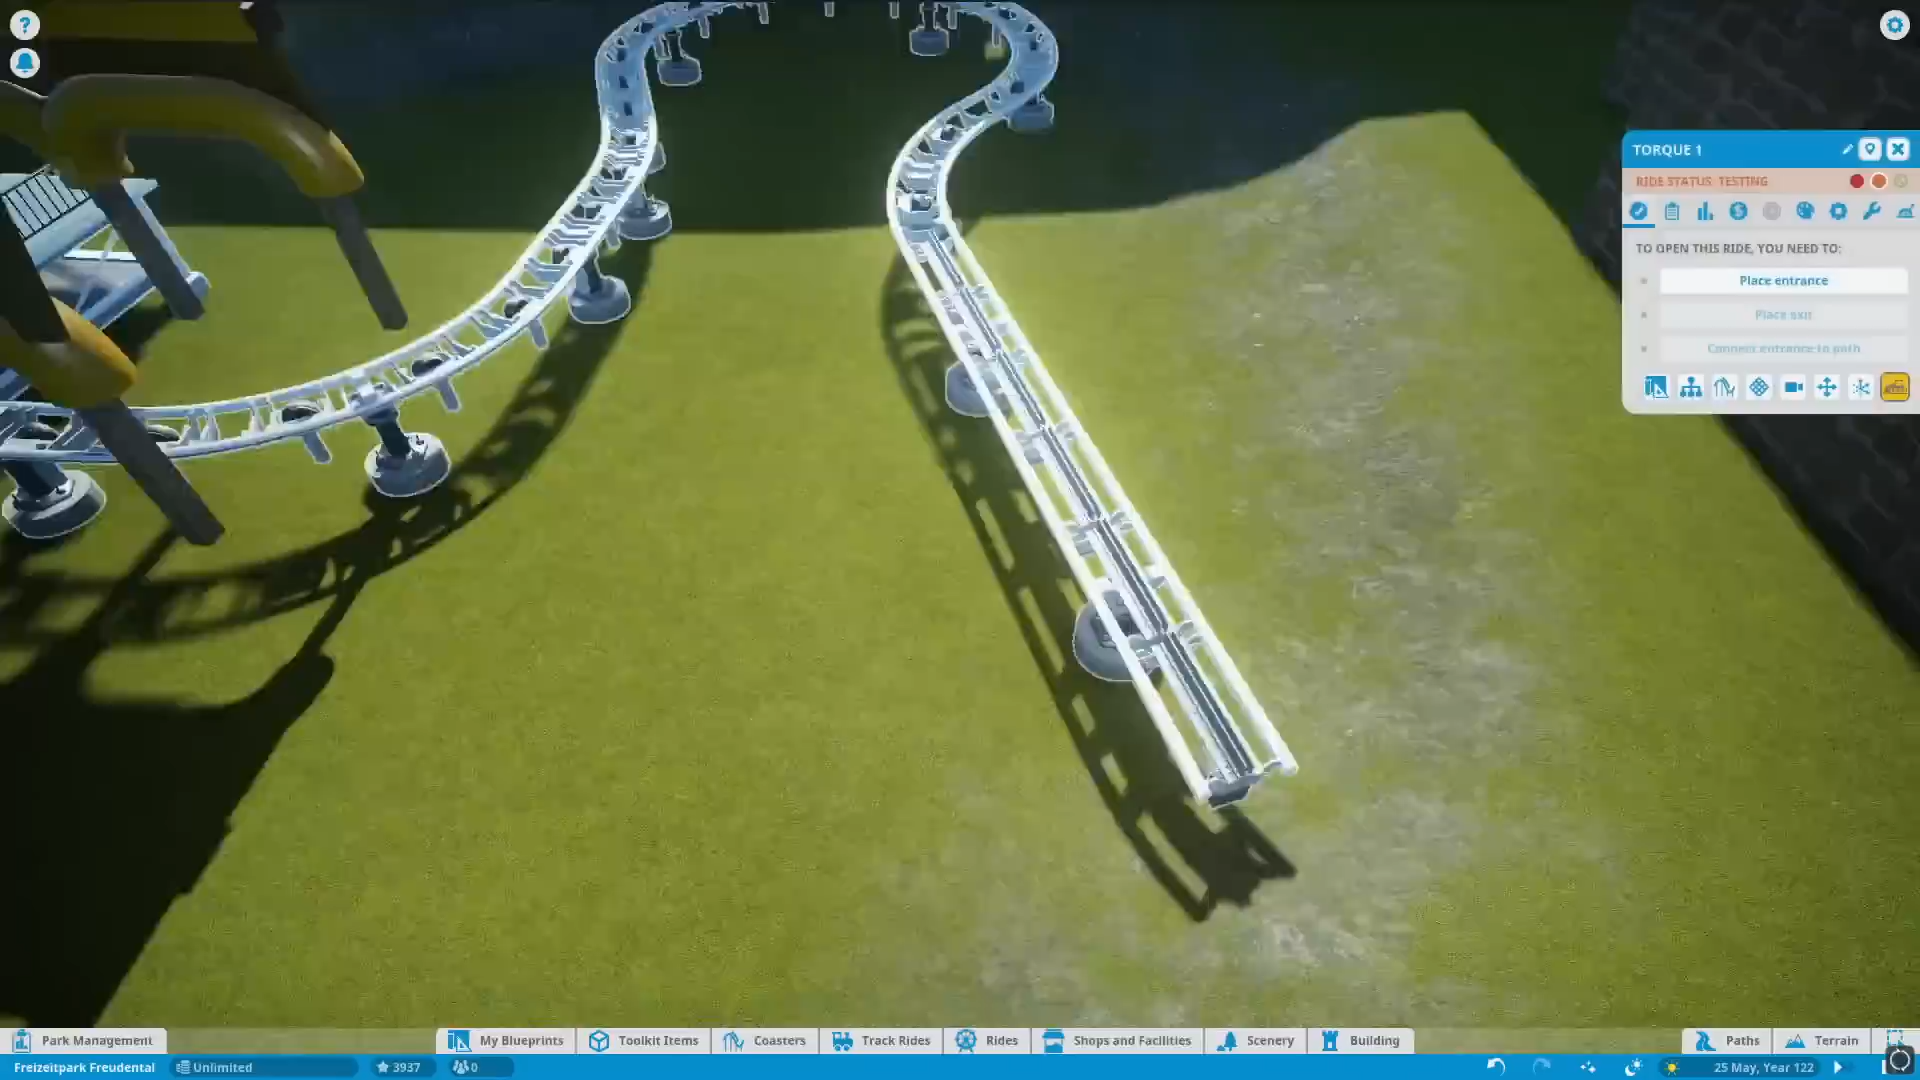 ?
TORQUE 1
RIDE STATUS: TESTING
TO OPEN THIS RIDE, YOU NEED TO:
Place entrance
Place exit
Connect entrance to path
Park Management
My Blueprints
Toolkit Items
Coasters
Track Rides
Rides
Shops and Facilities
Scenery
Building
Paths
Terrain
Freizeitpark Freudental
Unlimited
3937
0
25 May, Year 122